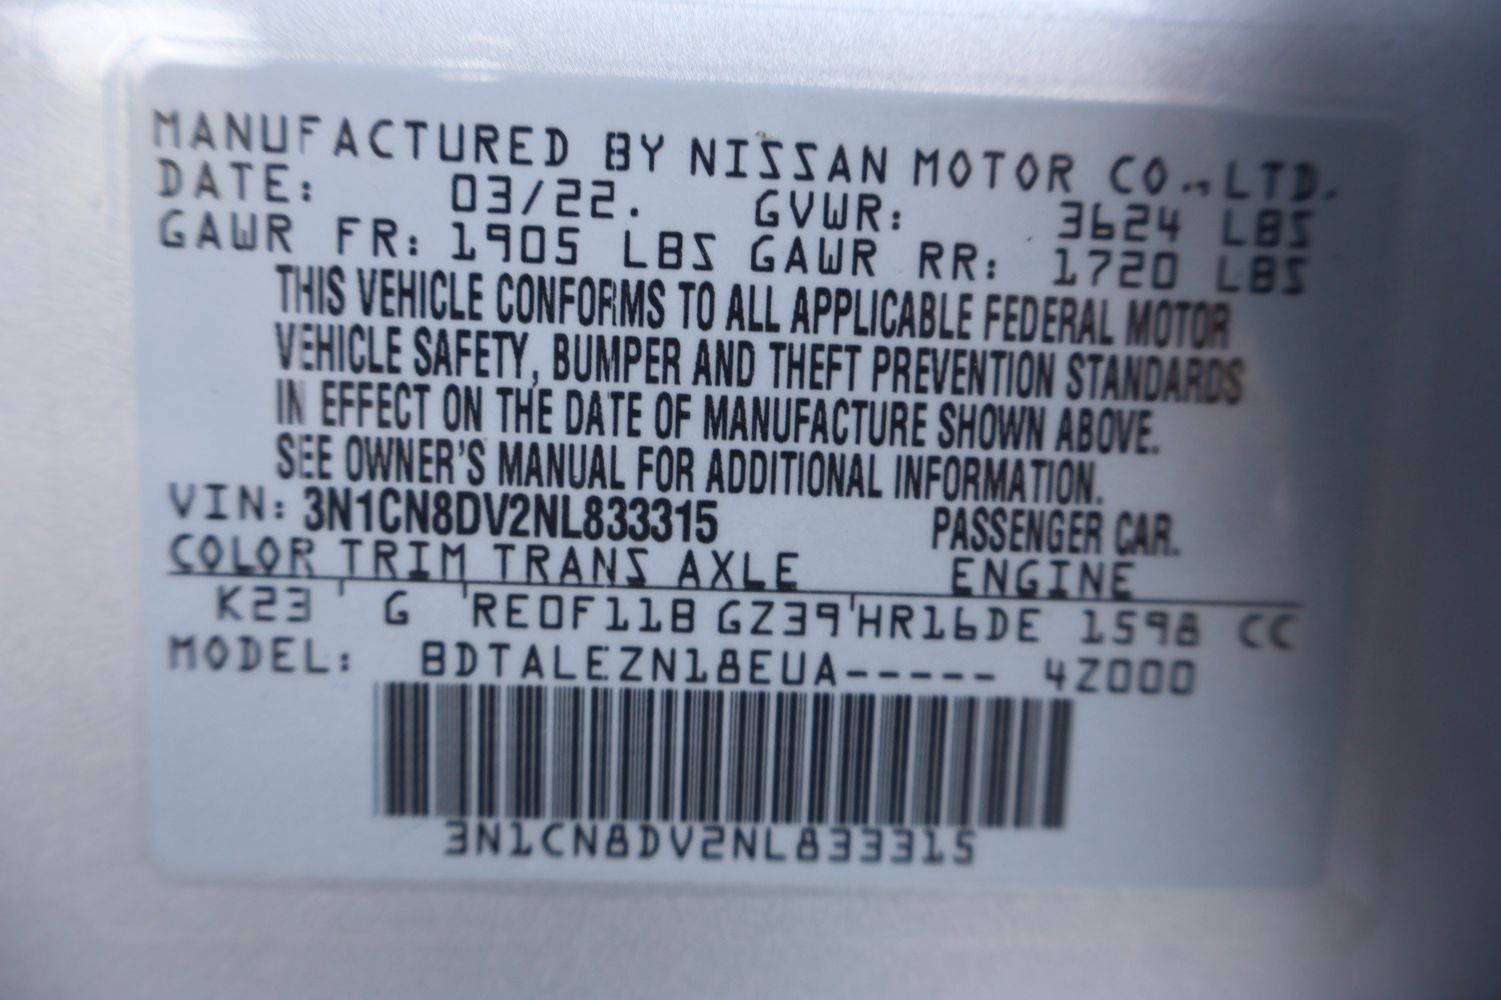 MANUFACTURED BY NISSAN MOTOR CO.,LTD.
DATE: 03/22. GVWR: 3624 LBS
GAWR FR: 1905 LBS GAWR RR: 1720 LBS
THIS VEHICLE CONFORMS TO ALL APPLICABLE FEDERAL MOTOR
VEHICLE SAFETY, BUMPER AND THEFT PREVENTION STANDARDS
IN EFFECT ON THE DATE OF MANUFACTURE SHOWN ABOVE.
SEE OWNER'S MANUAL FOR ADDITIONAL INFORMATION.
VIN: 3N1CN8DV2NL833315 PASSENGER CAR.
COLOR TRIM TRANS AXLE ENGINE
K23 G RE0F11B GZ39 HR16DE 1598 CC
MODEL: BDTALEZN18EUA----- 4Z000
3N1CN8DV2NL833315